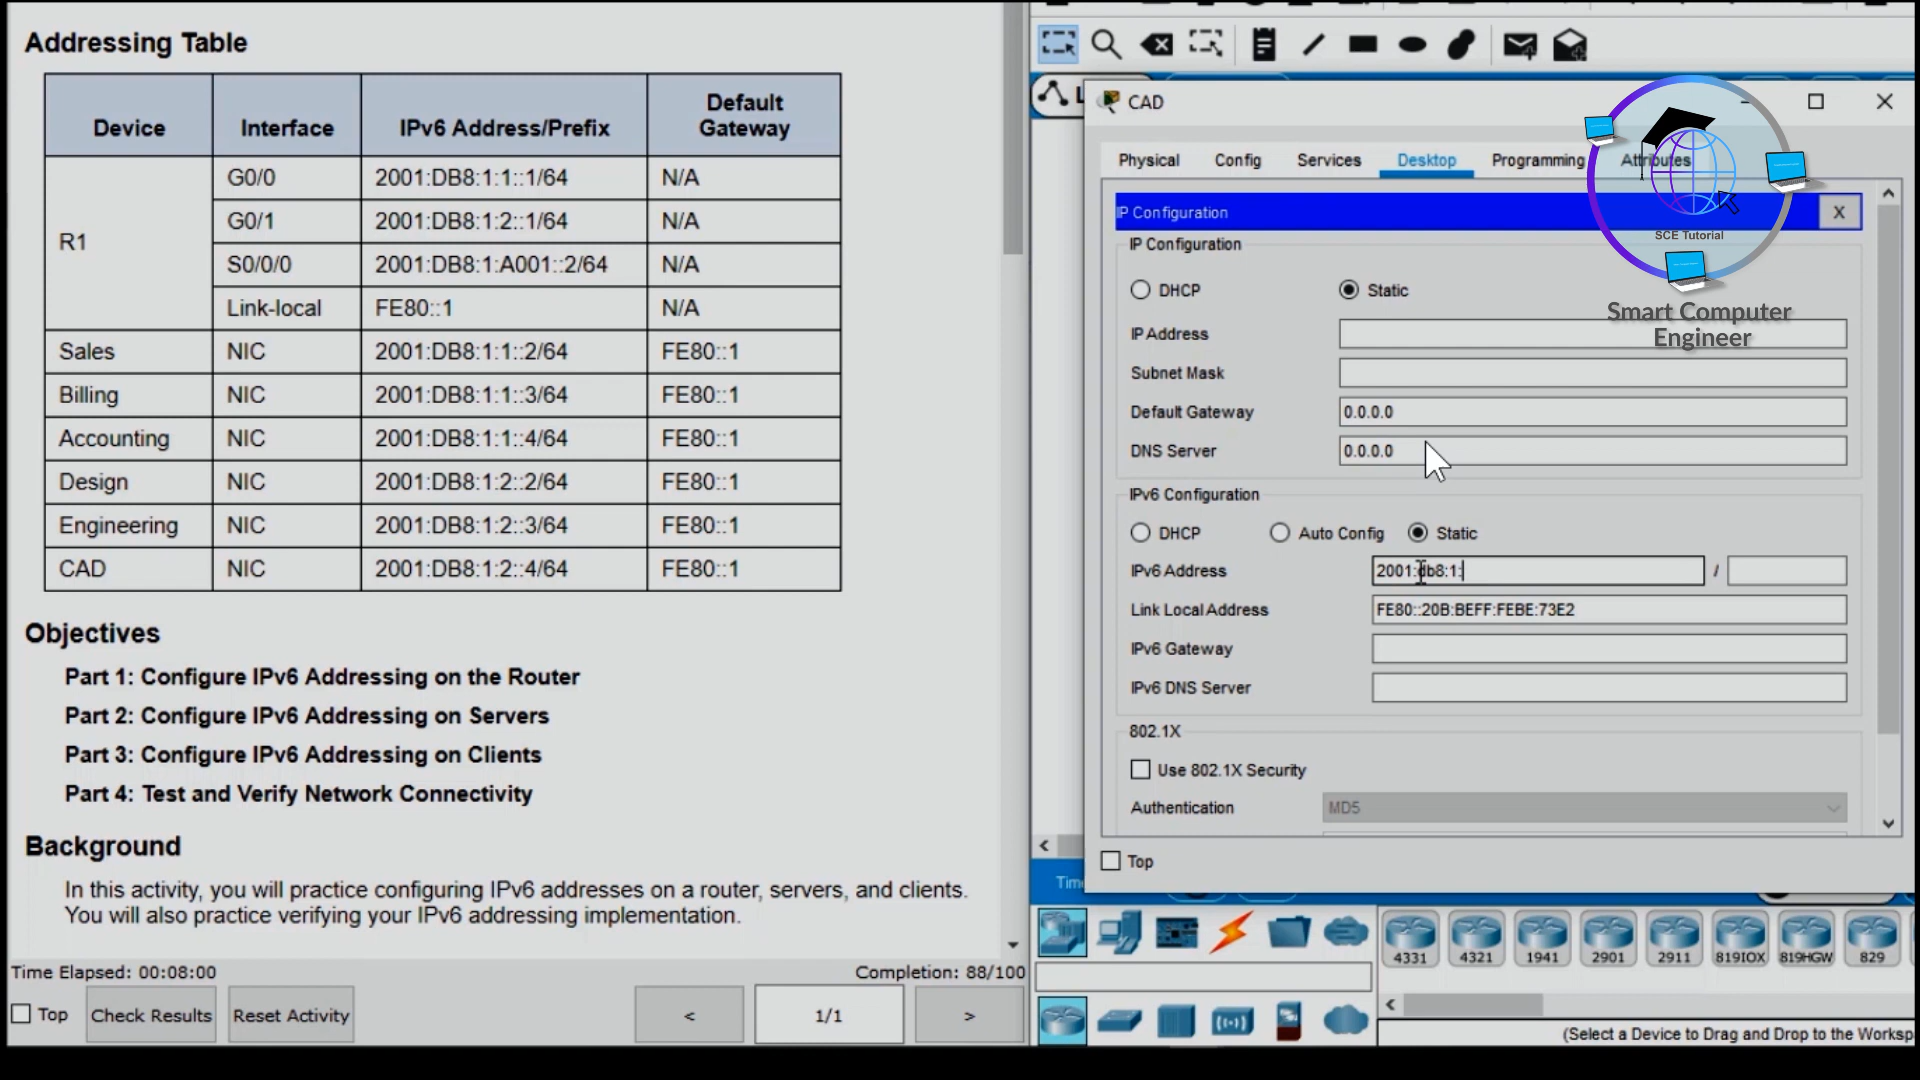 Addressing Table
Device Interface IPv6 Address/Prefix Default Gateway
R1 G0/0 2001:DB8:1:1::1/64 N/A
G0/1 2001:DB8:1:2::1/64 N/A
S0/0/0 2001:DB8:1:A001::2/64 N/A
Link-local FE80::1 N/A
Sales NIC 2001:DB8:1:1::2/64 FE80::1
Billing NIC 2001:DB8:1:1::3/64 FE80::1
Accounting NIC 2001:DB8:1:1::4/64 FE80::1
Design NIC 2001:DB8:1:2::2/64 FE80::1
Engineering NIC 2001:DB8:1:2::3/64 FE80::1
CAD NIC 2001:DB8:1:2::4/64 FE80::1
Objectives
Part 1: Configure IPv6 Addressing on the Router
Part 2: Configure IPv6 Addressing on Servers
Part 3: Configure IPv6 Addressing on Clients
Part 4: Test and Verify Network Connectivity
Background
In this activity, you will practice configuring IPv6 addresses on a router, servers, and clients.
You will also practice verifying your IPv6 addressing implementation.
Time Elapsed: 00:08:00 Completion: 88/100
Top Check Results Reset Activity < 1/1 >
CAD
Physical Config Services Desktop Programming Attributes
IP Configuration X
IP Configuration
DHCP Static
IP Address
Subnet Mask
Default Gateway 0.0.0.0
DNS Server 0.0.0.0
IPv6 Configuration
DHCP Auto Config Static
IPv6 Address 2001:db8:1: /
Link Local Address FE80::20B:BEFF:FEBE:73E2
IPv6 Gateway
IPv6 DNS Server
802.1X
Use 802.1X Security
Authentication MD5
Top
SCE Tutorial
Smart Computer
Engineer
4331 4321 1941 2901 2911 819IOX 819HGW 829
(Select a Device to Drag and Drop to the Worksp